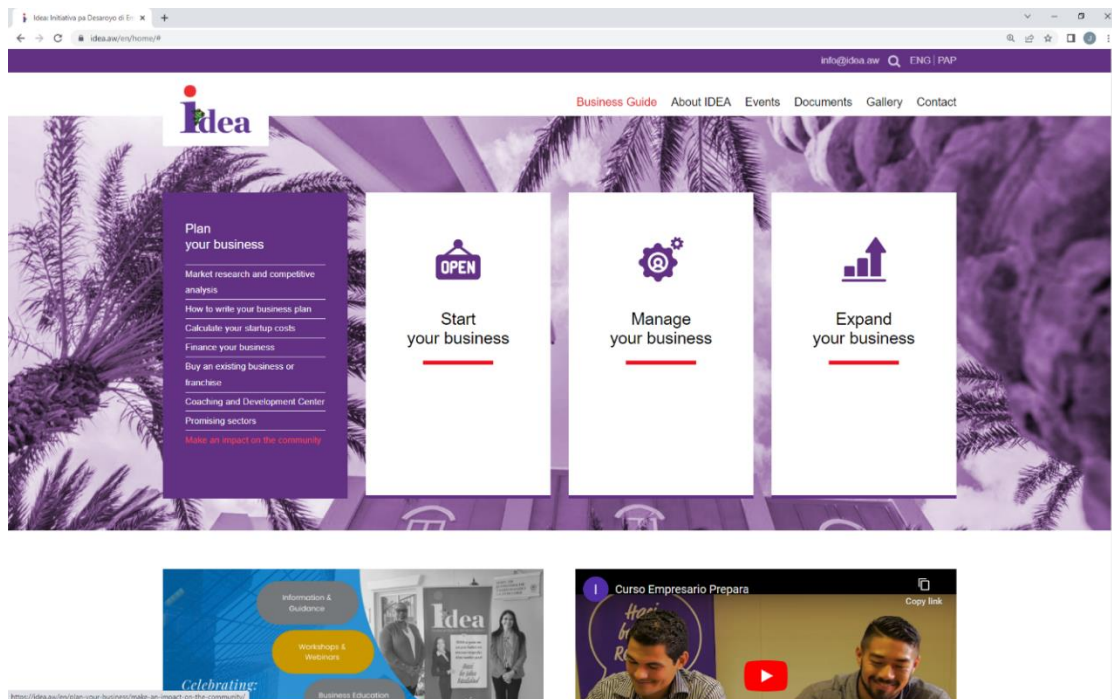 Idea: Initiativa pa Desaroyo di En
idea.aw/en/home/#
info@idea.aw ENG | PAP
idea
Business Guide About IDEA Events Documents Gallery Contact
Plan
your business
Market research and competitive
analysis
How to write your business plan
Calculate your startup costs
Finance your business
Buy an existing business or
franchise
Coaching and Development Center
Promising sectors
Make an impact on the community
OPEN
Start
your business
Manage
your business
Expand
your business
Information &
Guidance
Workshops &
Webinars
Business Education
Celebrating:
idea
I Curso Empresario Prepara
Copy link
https://idea.aw/en/plan-your-business/make-an-impact-on-the-community/